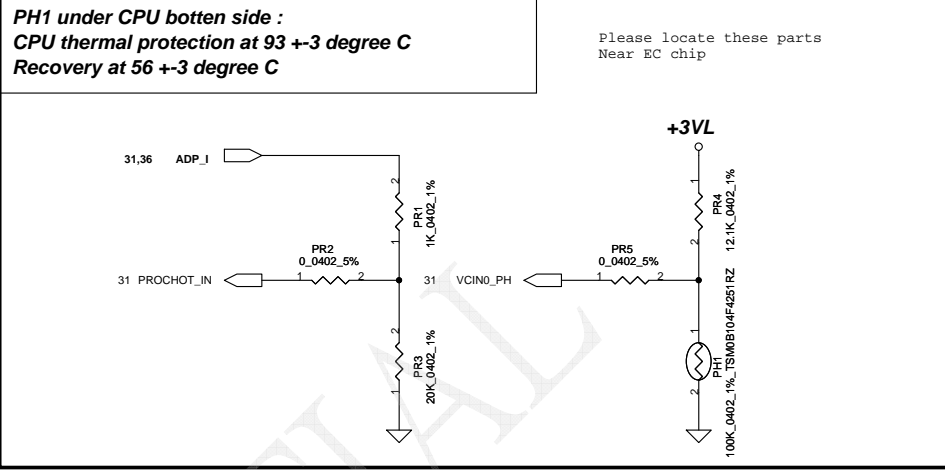 PH1 under CPU botten side :
CPU thermal protection at 93 +-3 degree C
Recovery at 56 +-3 degree C
Please locate these parts
Near EC chip
+3VL
31,36 ADP_I
2
PR1
1K_0402_1%
1
1
PR4
12.1K_0402_1%
2
PR2
0_0402_5%
31 PROCHOT_IN
1 2
PR5
0_0402_5%
31 VCIN0_PH
1 2
2
PR3
20K_0402_1%
1
1
PH1
100K_0402_1%_TSM0B104F4251RZ
2
TIAL